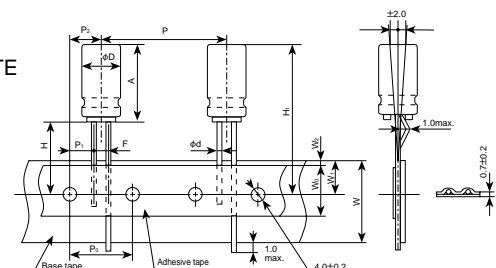 ±2.0
P2
P
TE
φD
A
H1
H
P1
F
φd
W2
W0
W1
W
1.0max.
0.7±0.2
P0
1.0
max.
4.0±0.2
Base tape
Adhesive tape